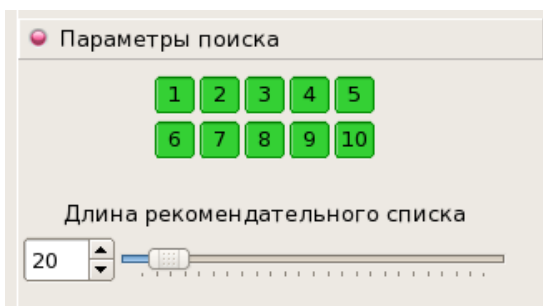 Параметры поиска
1 2 3 4 5
6 7 8 9 10
Длина рекомендательного списка
20